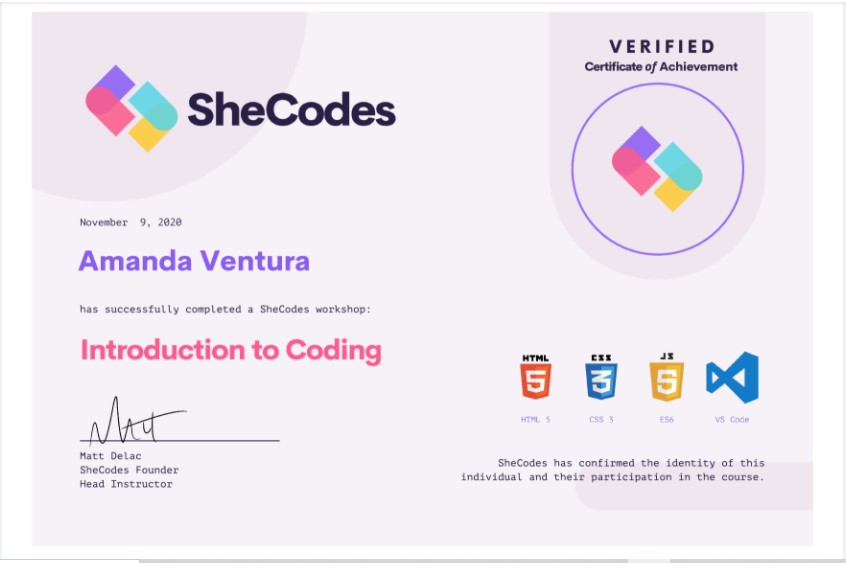 SheCodes
VERIFIED
Certificate of Achievement
November 9, 2020
Amanda Ventura
has successfully completed a SheCodes workshop:
Introduction to Coding
HTML
5
CSS
3
JS
5
HTML 5
CSS 3
ES6
VS Code
Matt
Matt Delac
SheCodes Founder
Head Instructor
SheCodes has confirmed the identity of this
individual and their participation in the course.